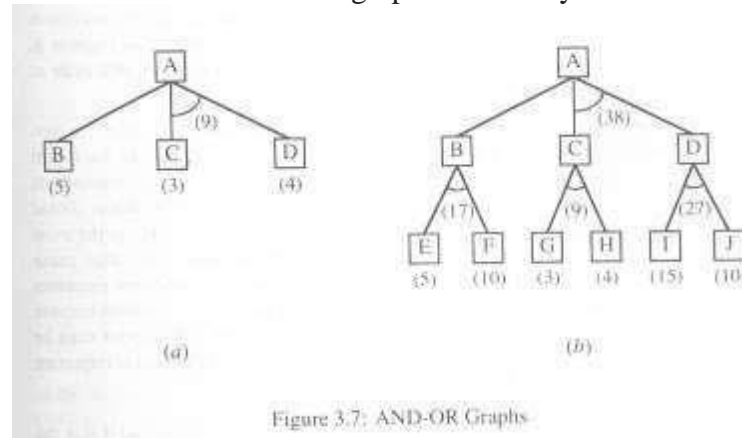 A A
(9) (38)
B C D B C D
(5) (3) (4) (17) (9) (27)
E F G H I J
(5) (10) (3) (4) (15) (10
(a) (b)
Figure 3.7: AND-OR Graphs